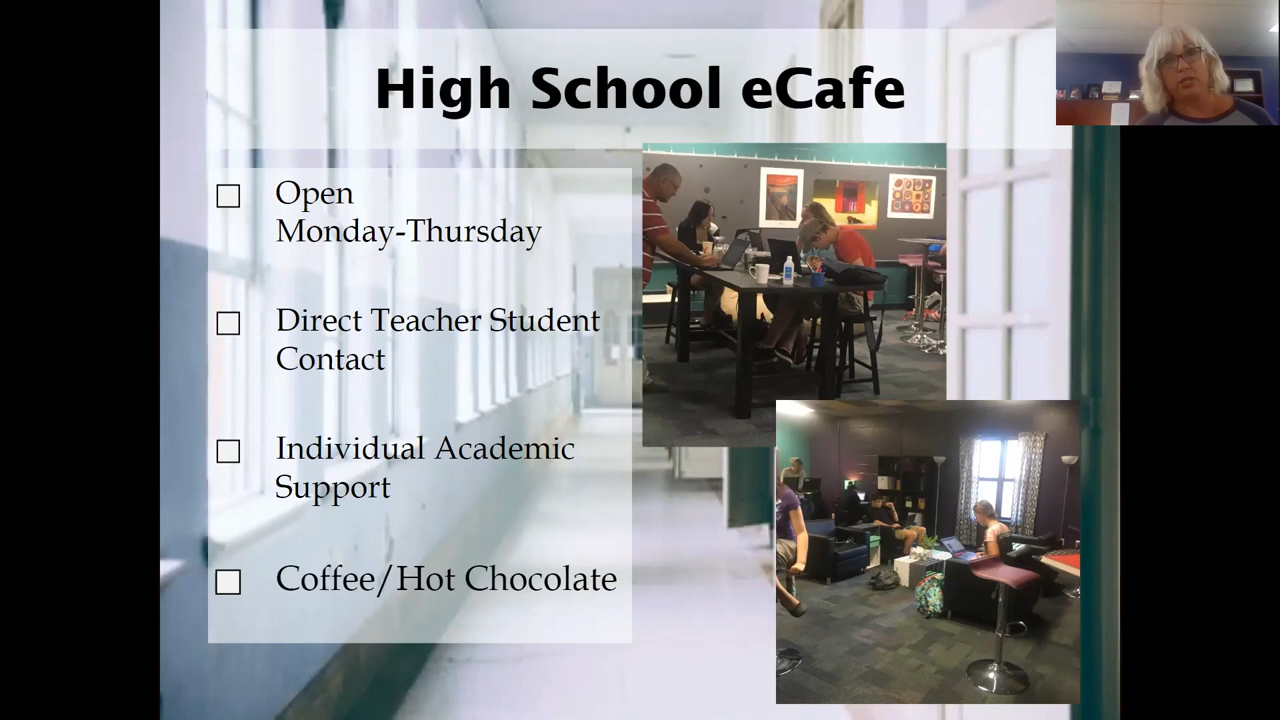 High School eCafe
☐ Open
Monday-Thursday
☐ Direct Teacher Student
Contact
☐ Individual Academic
Support
☐ Coffee/Hot Chocolate